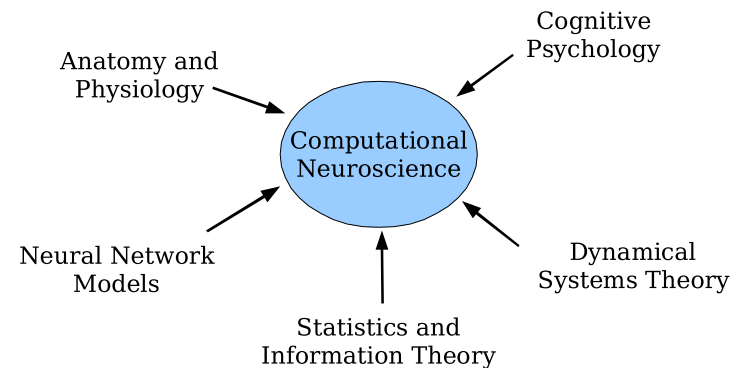 Cognitive
Psychology
Anatomy and
Physiology
Computational
Neuroscience
Neural Network
Models
Dynamical
Systems Theory
Statistics and
Information Theory